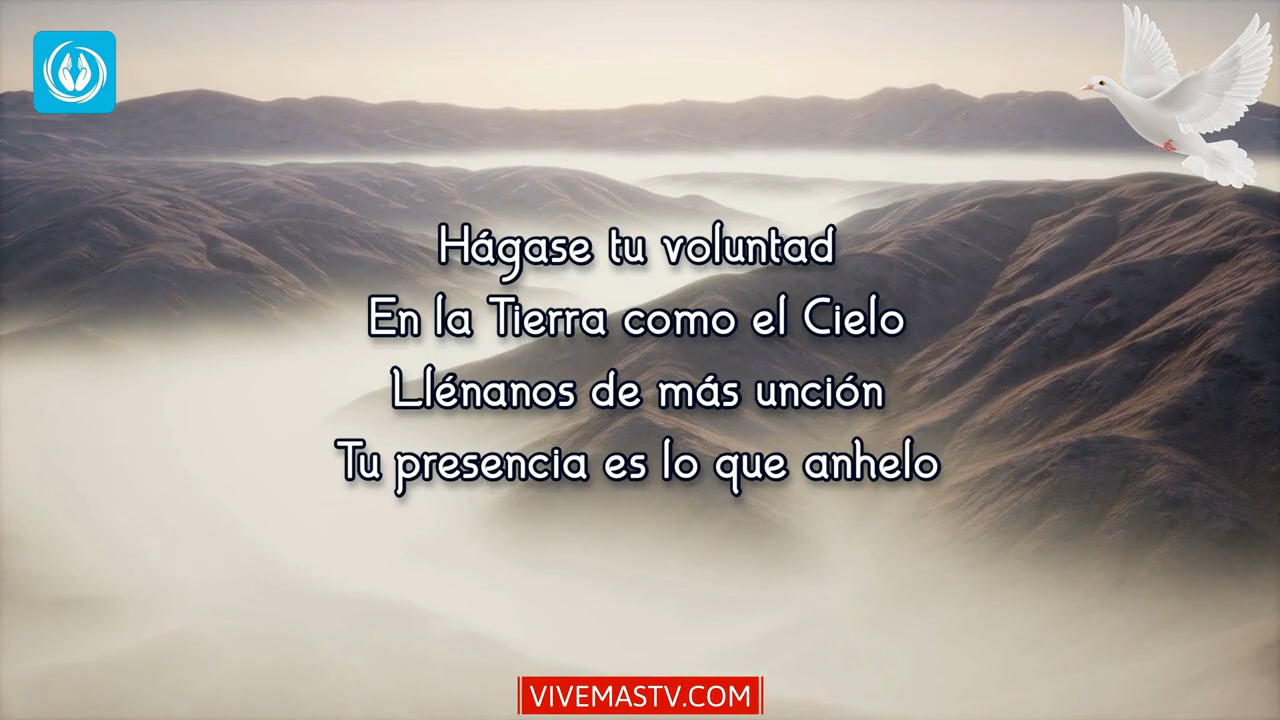 Hágase tu voluntad
En la Tierra como el Cielo
Llénanos de más unción
Tu presencia es lo que anhelo
VIVEMASTV.COM